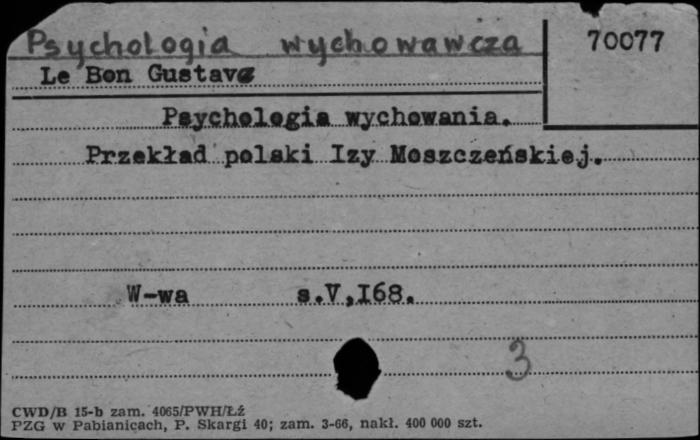 Psychologia wychowawcza
70077
Le Bon Gustave
Psychologia wychowania.
Przekład polski Izy Moszczeńskiej.
W-wa s.V,I68.
3
CWD/B 15-b zam. 4065/PWH/Łź
PZG w Pabianicach, P. Skargi 40; zam. 3-66, nakł. 400 000 szt.